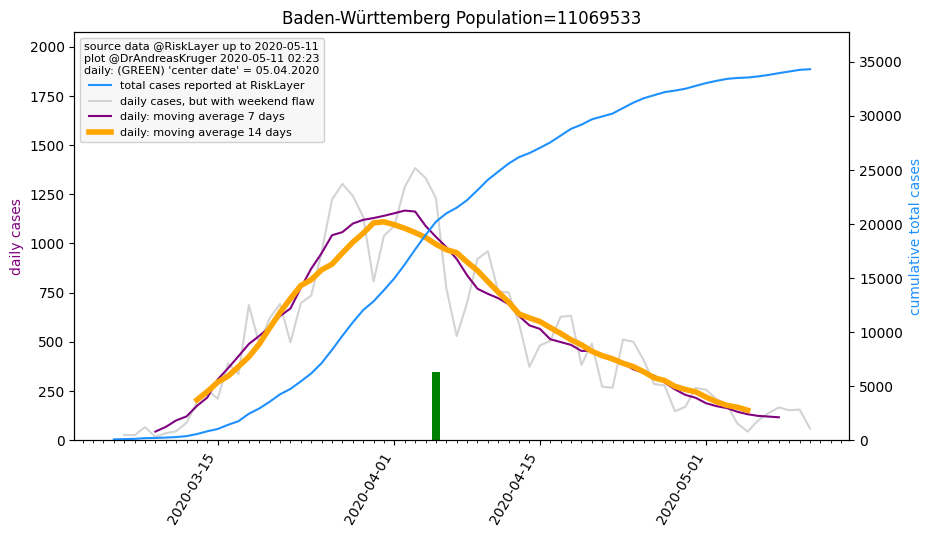 Baden-Württemberg Population=11069533
source data @RiskLayer up to 2020-05-11
plot @DrAndreasKruger 2020-05-11 02:23
daily: (GREEN) 'center date' = 05.04.2020
total cases reported at RiskLayer
daily cases, but with weekend flaw
daily: moving average 7 days
daily: moving average 14 days
daily cases
2000
1750
1500
1250
1000
750
500
250
0
35000
30000
25000
20000
15000
10000
5000
0
cumulative total cases
2020-03-15
2020-04-01
2020-04-15
2020-05-01